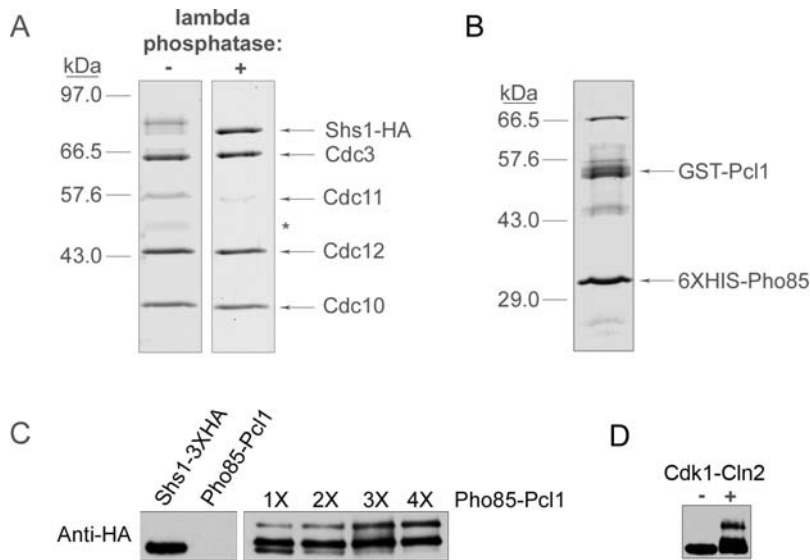 A
lambda
phosphatase:
kDa
- +
97.0
66.5
57.6
43.0
Shs1-HA
Cdc3
Cdc11
*
Cdc12
Cdc10
B
kDa
66.5
57.6
43.0
29.0
GST-Pcl1
6XHIS-Pho85
C
Shs1-3XHA
Pho85-Pcl1
1X 2X 3X 4X Pho85-Pcl1
Anti-HA
D
Cdk1-Cln2
- +